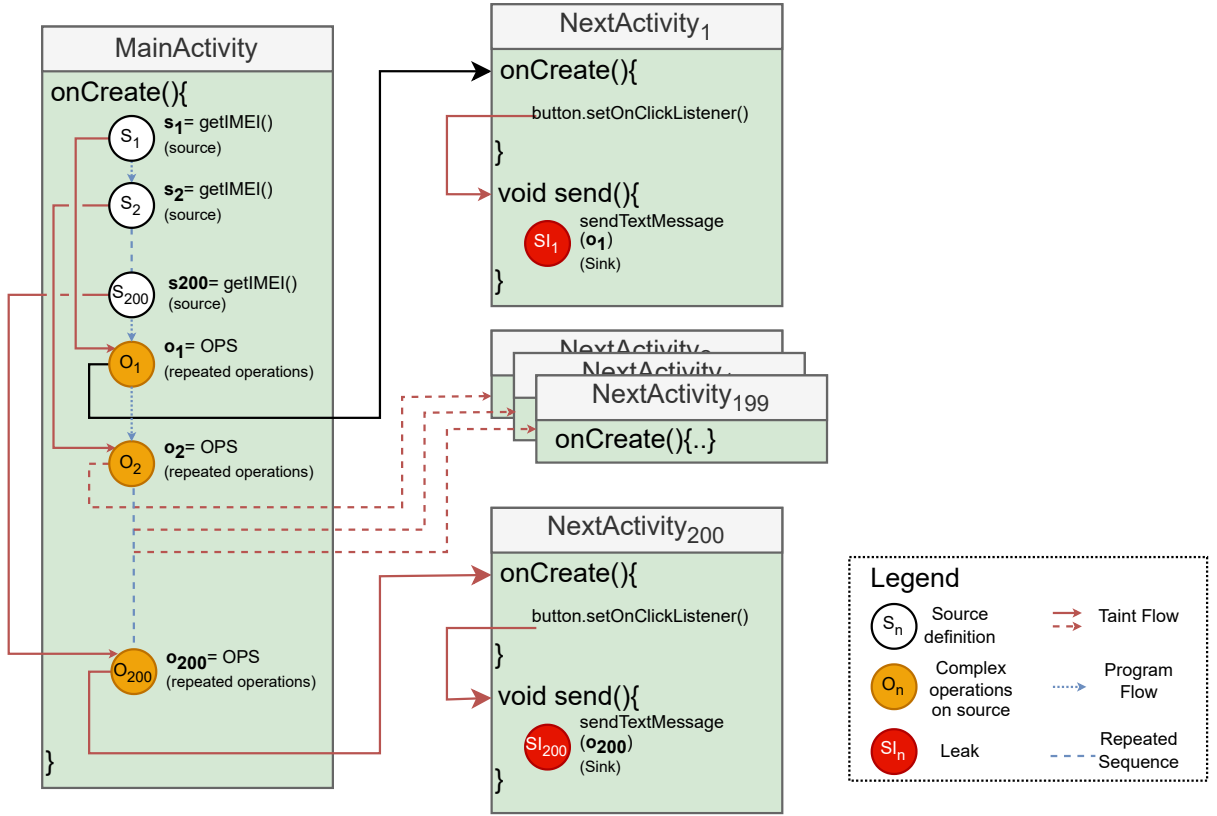 MainActivity
onCreate(){
S1
s1= getIMEI()
(source)
S2
s2= getIMEI()
(source)
S200
s200= getIMEI()
(source)
O1
o1= OPS
(repeated operations)
O2
o2= OPS
(repeated operations)
O200
o200= OPS
(repeated operations)
}
NextActivity1
onCreate(){
button.setOnClickListener()
}
void send(){
SI1
sendTextMessage
(o1)
(Sink)
}
NextActivity
NextActivity
NextActivity199
onCreate(){..}
NextActivity200
onCreate(){
button.setOnClickListener()
}
void send(){
SI200
sendTextMessage
(o200)
(Sink)
}
Legend
Sn
Source
definition
Taint Flow
On
Complex
operations
on source
Program
Flow
SIn
Leak
Repeated
Sequence